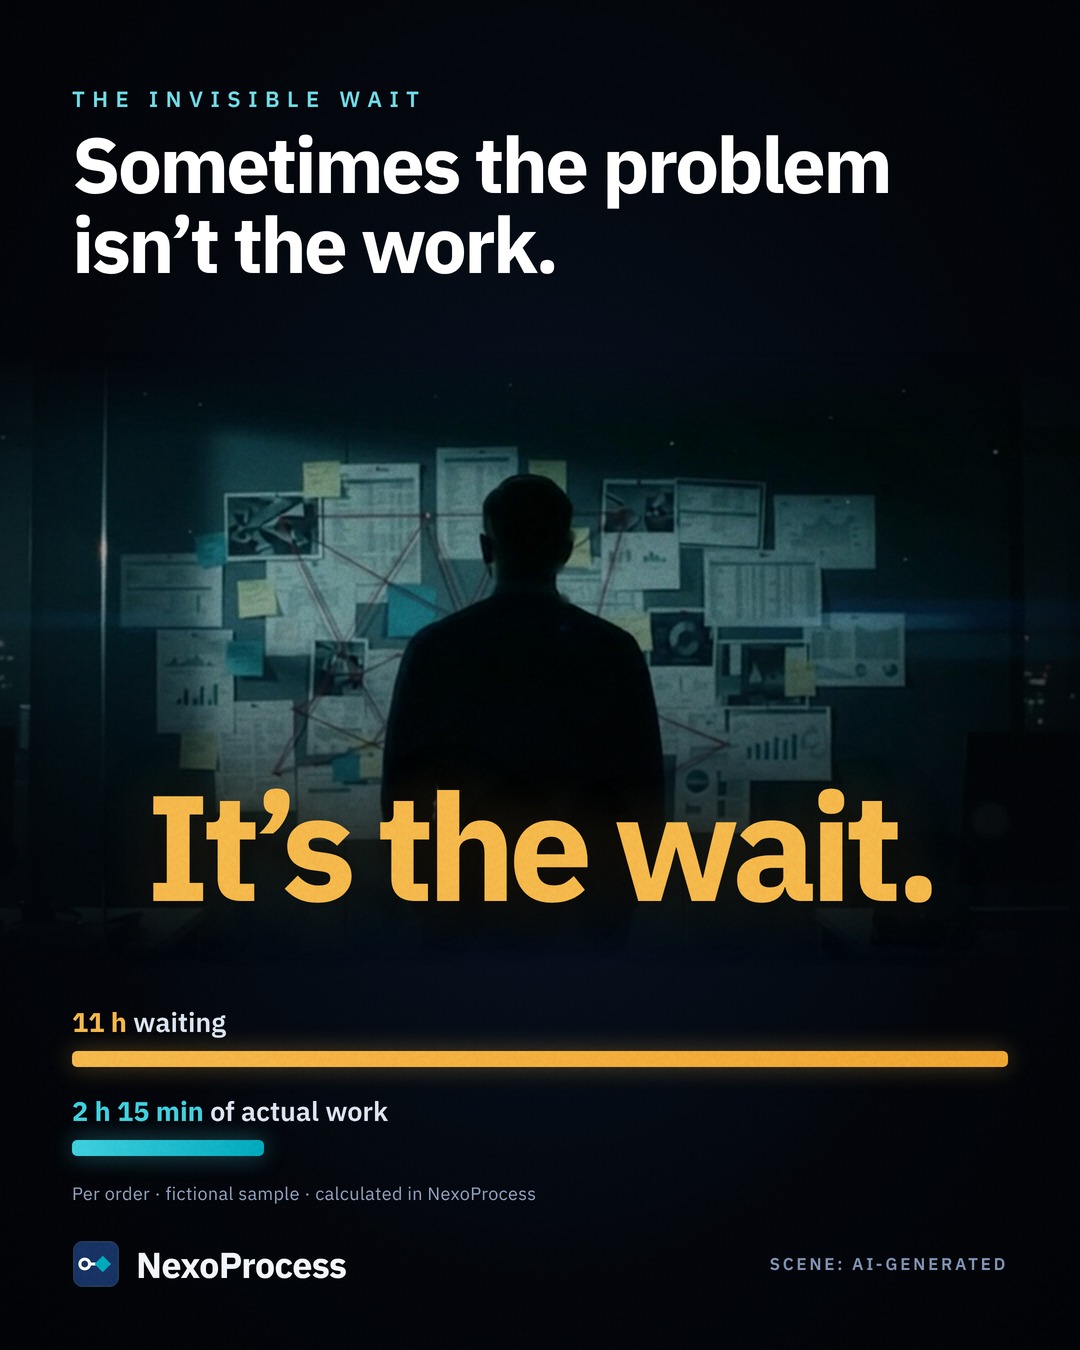 THE INVISIBLE WAIT
Sometimes the problem
isn’t the work.
It’s the wait.
11 h waiting
2 h 15 min of actual work
Per order · fictional sample · calculated in NexoProcess
NexoProcess
SCENE: AI-GENERATED